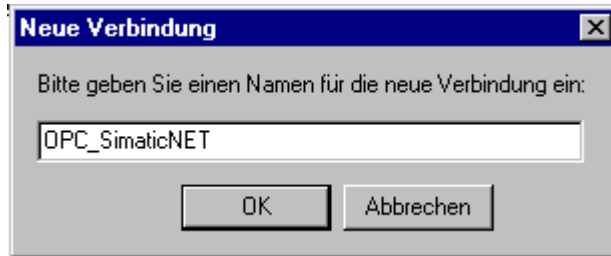 Neue Verbindung
Bitte geben Sie einen Namen für die neue Verbindung ein:
OPC_SimaticNET
OK
Abbrechen